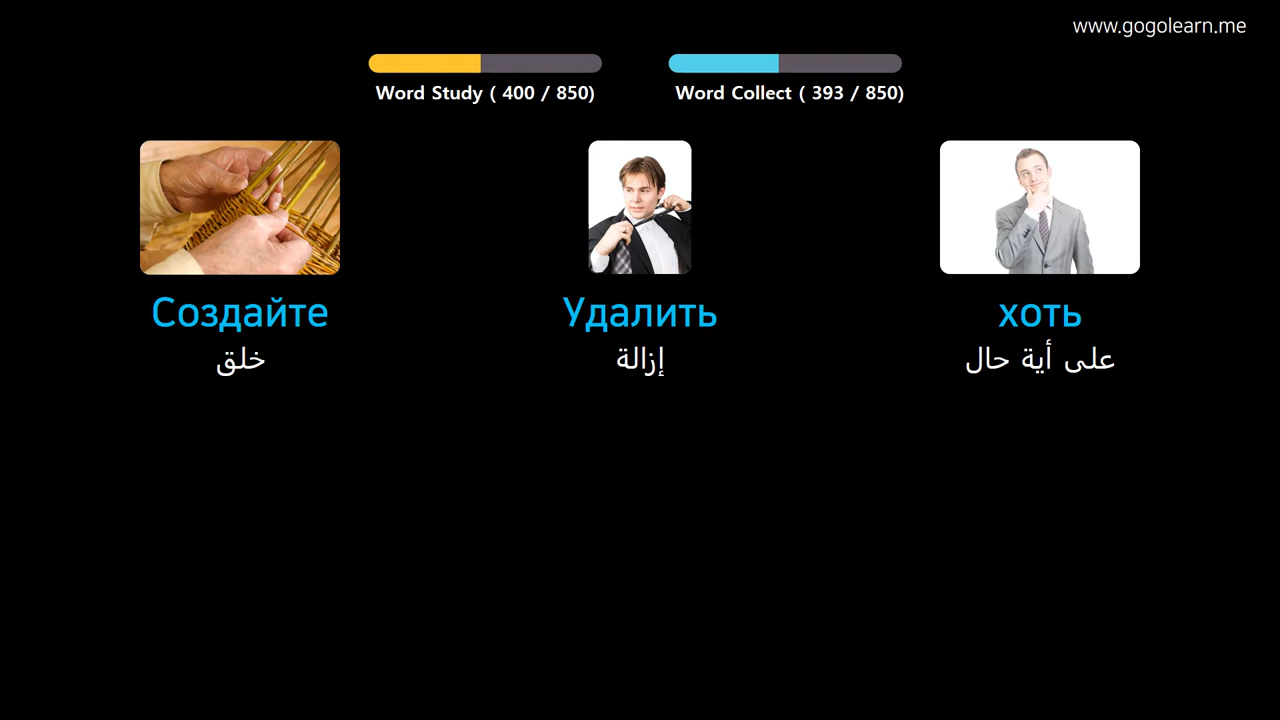 www.gogolearn.me
Word Study ( 400 / 850)
Word Collect ( 393 / 850)
Создайте
خلق
Удалить
إزالة
хоть
على أية حال